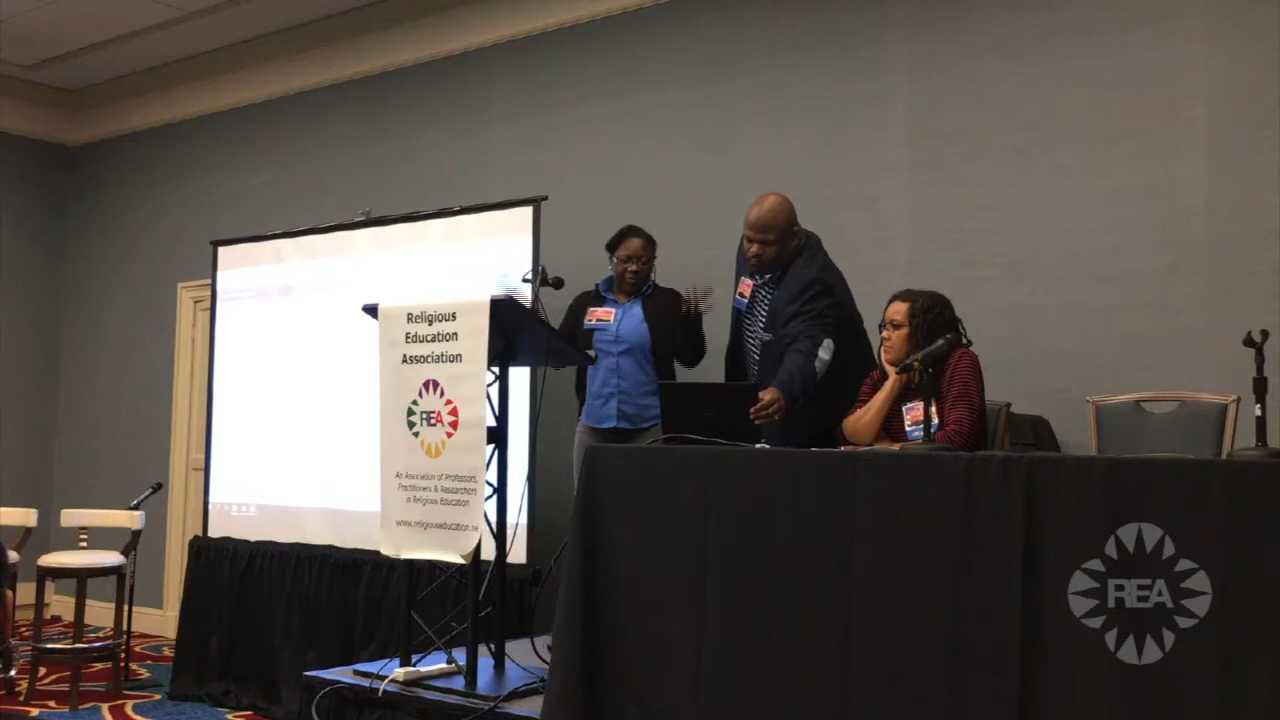 Religious
Education
Association
REA
An Association of Professors,
Practitioners & Researchers
in Religious Education
REA